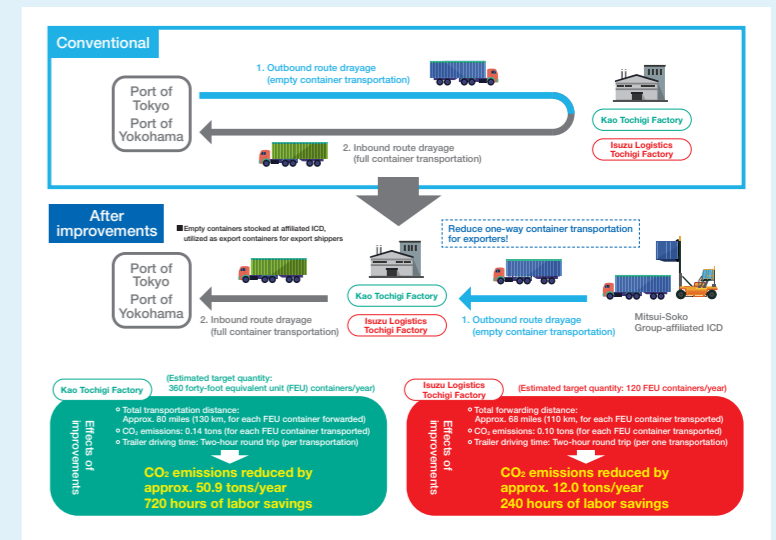 Conventional
1. Outbound route drayage
(empty container transportation)
Port of
Tokyo
Port of
Yokohama
Kao Tochigi Factory
Isuzu Logistics
Tochigi Factory
2. Inbound route drayage
(full container transportation)
After
improvements
■Empty containers stocked at affiliated ICD,
utilized as export containers for export shippers
Reduce one-way container transportation
for exporters!
Port of
Tokyo
Port of
Yokohama
Kao Tochigi Factory
Isuzu Logistics
Tochigi Factory
2. Inbound route drayage
(full container transportation)
1. Outbound route drayage
(empty container transportation)
Mitsui-Soko
Group-affiliated ICD
Kao Tochigi Factory
(Estimated target quantity:
360 forty-foot equivalent unit (FEU) containers/year)
Effects of
improvements
Total transportation distance:
Approx. 80 miles (130 km, for each FEU container forwarded)
CO₂ emissions: 0.14 tons (for each FEU container transported)
Trailer driving time: Two-hour round trip (per transportation)
CO₂ emissions reduced by
approx. 50.9 tons/year
720 hours of labor savings
Isuzu Logistics
Tochigi Factory
(Estimated target quantity: 120 FEU containers/year)
Effects of
improvements
Total forwarding distance:
Approx. 68 miles (110 km, for each FEU container transported)
CO₂ emissions: 0.10 tons (for each FEU container transported)
Trailer driving time: Two-hour round trip (per one transportation)
CO₂ emissions reduced by
approx. 12.0 tons/year
240 hours of labor savings